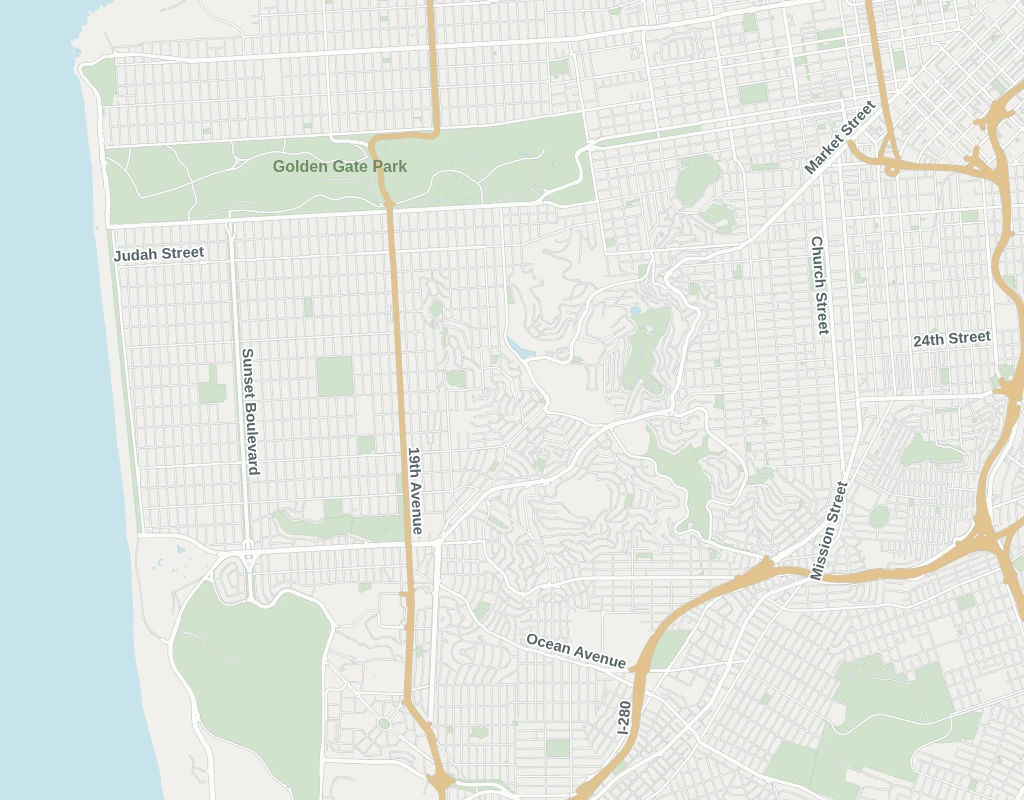 Market Street
Golden Gate Park
Judah Street
Church Street
24th Street
Sunset Boulevard
19th Avenue
Mission Street
Ocean Avenue
I-280